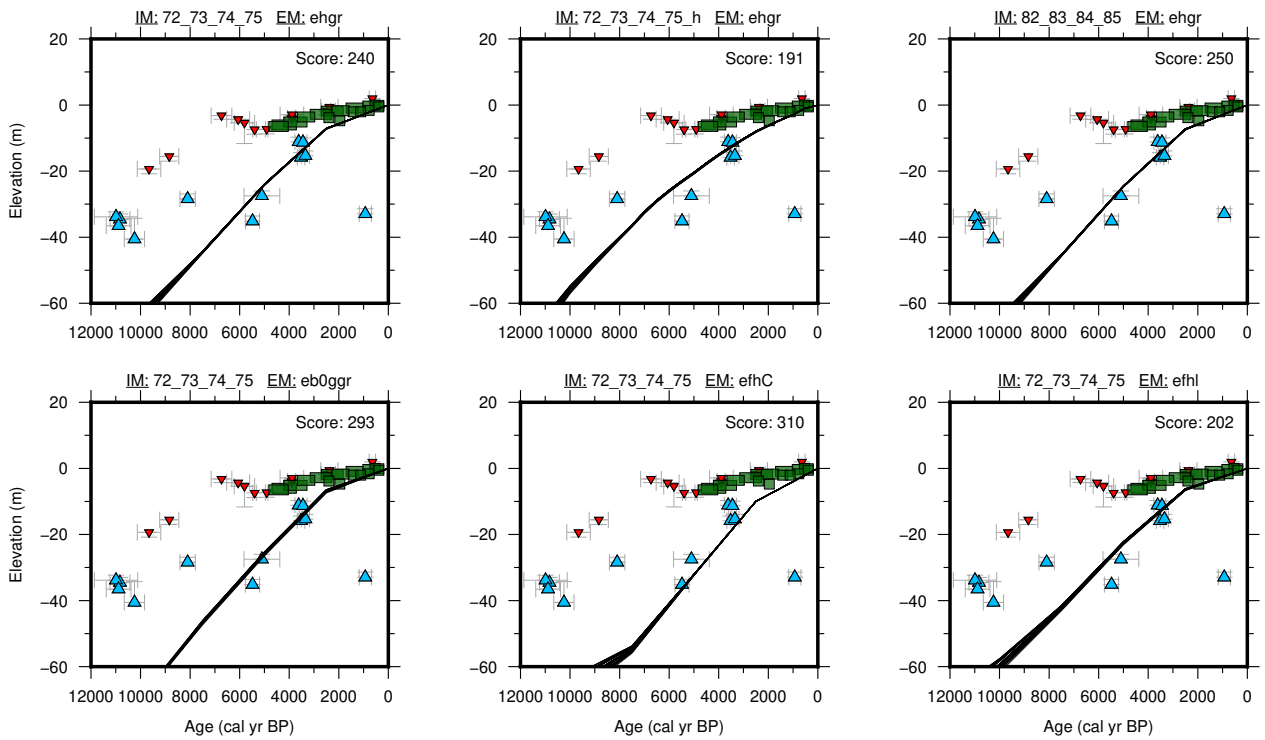 IM: 72_73_74_75 EM: ehgr
IM: 72_73_74_75_h EM: ehgr
IM: 82_83_84_85 EM: ehgr
Score: 240
Score: 191
Score: 250
Elevation (m)
20
0
−20
−40
−60
12000 10000 8000 6000 4000 2000 0
12000 10000 8000 6000 4000 2000 0
12000 10000 8000 6000 4000 2000 0
20
0
−20
−40
−60
20
0
−20
−40
−60
IM: 72_73_74_75 EM: eb0ggr
IM: 72_73_74_75 EM: efhC
IM: 72_73_74_75 EM: efhl
Score: 293
Score: 310
Score: 202
Elevation (m)
20
0
−20
−40
−60
12000 10000 8000 6000 4000 2000 0
12000 10000 8000 6000 4000 2000 0
12000 10000 8000 6000 4000 2000 0
20
0
−20
−40
−60
20
0
−20
−40
−60
Age (cal yr BP)
Age (cal yr BP)
Age (cal yr BP)